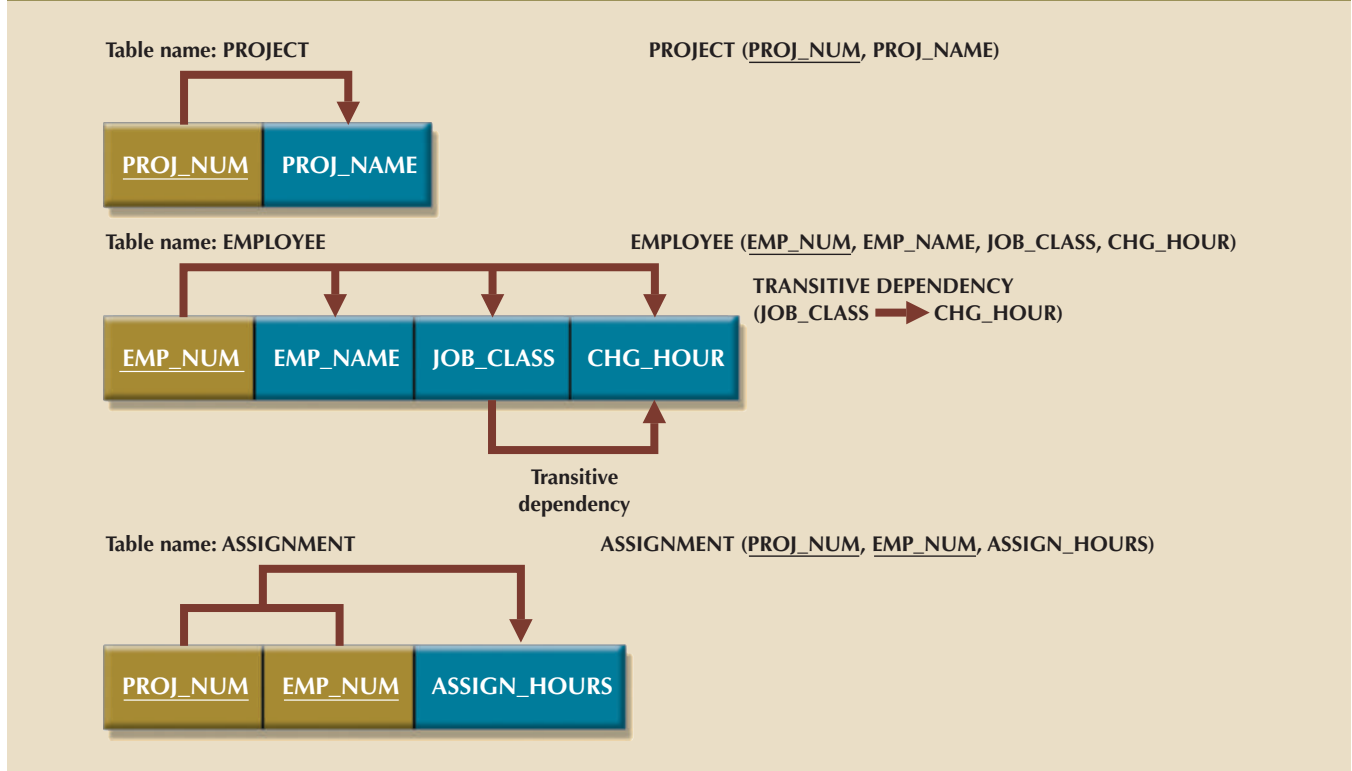 Table name: PROJECT
PROJECT (PROJ_NUM, PROJ_NAME)
PROJ_NUM
PROJ_NAME
Table name: EMPLOYEE
EMPLOYEE (EMP_NUM, EMP_NAME, JOB_CLASS, CHG_HOUR)
TRANSITIVE DEPENDENCY
(JOB_CLASS CHG_HOUR)
EMP_NUM
EMP_NAME
JOB_CLASS
CHG_HOUR
Transitive
dependency
Table name: ASSIGNMENT
ASSIGNMENT (PROJ_NUM, EMP_NUM, ASSIGN_HOURS)
PROJ_NUM
EMP_NUM
ASSIGN_HOURS